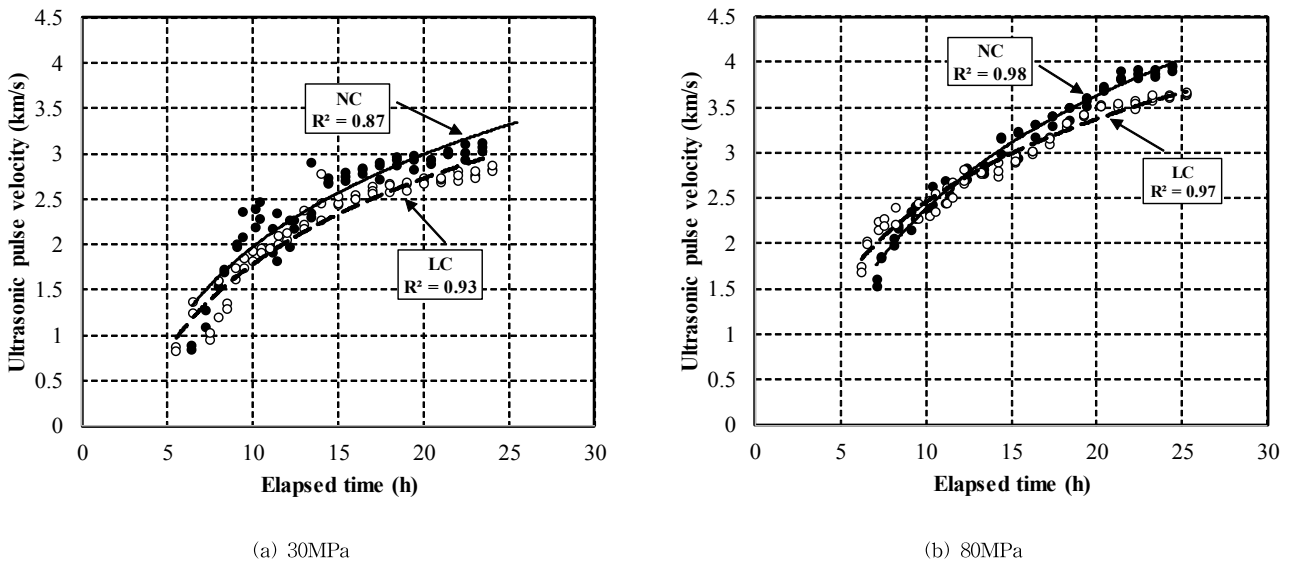 Ultrasonic pulse velocity (km/s)
4.5
4
3.5
3
2.5
2
1.5
1
0.5
0
NC
R² = 0.87
LC
R² = 0.93
0 5 10 15 20 25 30
Elapsed time (h)
(a) 30MPa
Ultrasonic pulse velocity (km/s)
4.5
4
3.5
3
2.5
2
1.5
1
0.5
0
NC
R² = 0.98
LC
R² = 0.97
0 5 10 15 20 25 30
Elapsed time (h)
(b) 80MPa